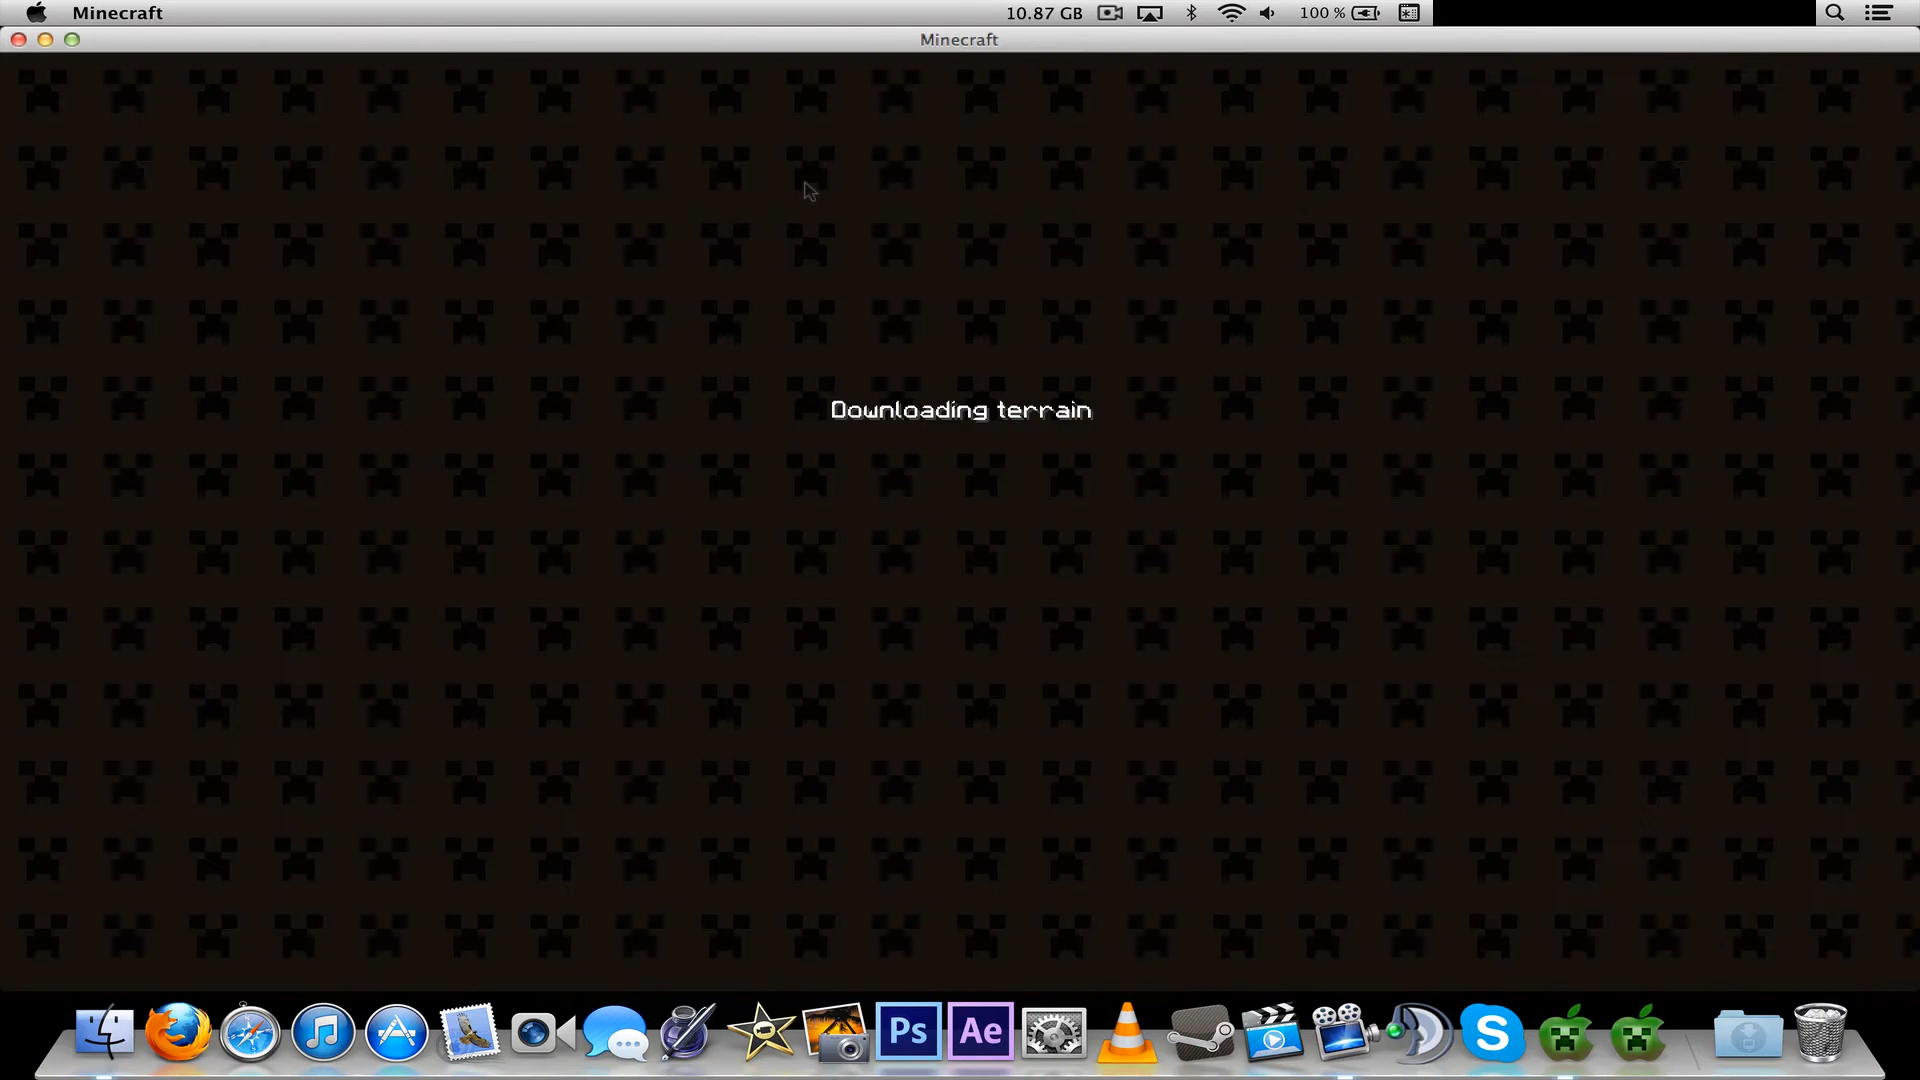 Minecraft
10.87 GB
100 %
Minecraft
Downloading terrain
Ps
Ae
S